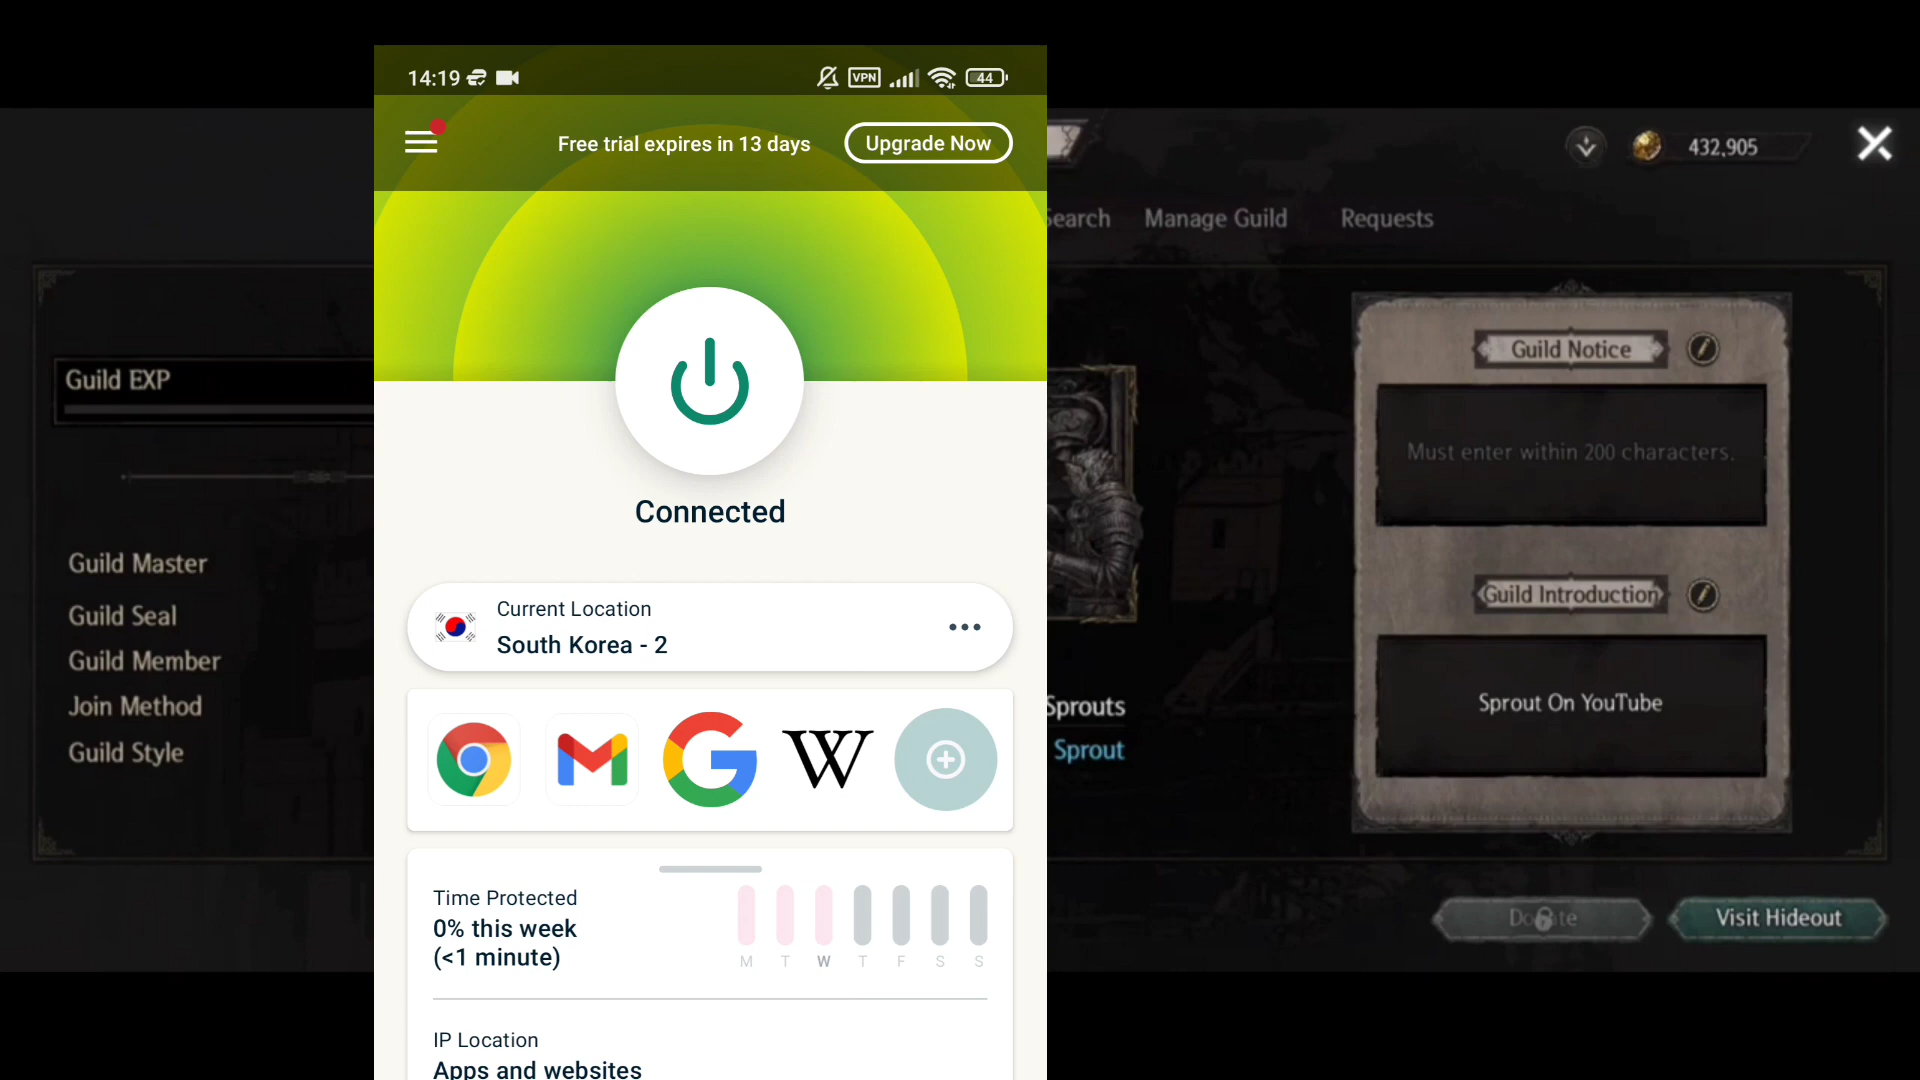 14:19
VPN
44
Free trial expires in 13 days
Upgrade Now
432,905
Search
Manage Guild
Requests
Guild EXP
Guild Notice
Must enter within 200 characters.
Connected
Guild Master
Guild Seal
Guild Member
Join Method
Guild Style
Current Location
South Korea - 2
Guild Introduction
Sprout On YouTube
Sprouts
Sprout
W
Time Protected
0% this week
(<1 minute)
M T W T F S S
Donate
Visit Hideout
IP Location
Apps and websites